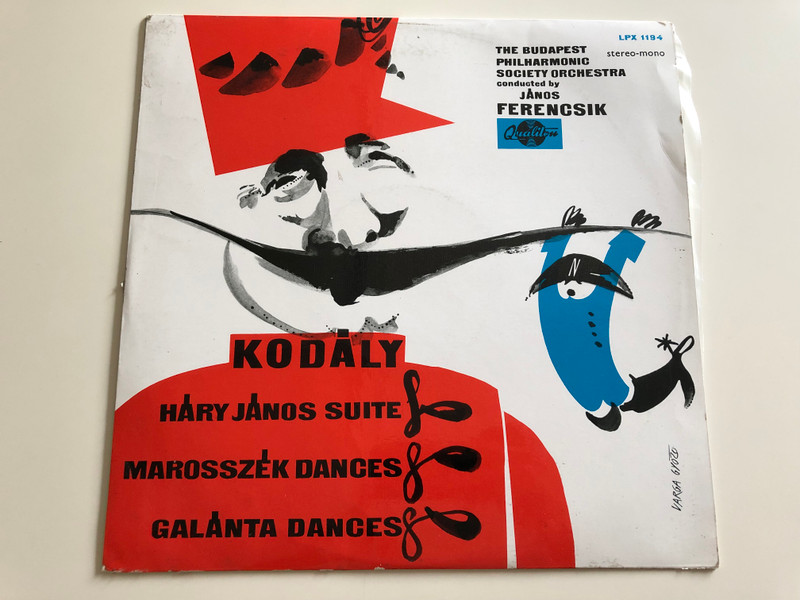 LPX 1194
stereo-mono
THE BUDAPEST
PHILHARMONIC
SOCIETY ORCHESTRA
conducted by
JÁNOS
FERENCSIK
Qualiton
N
KODÁLY
HÁRY JÁNOS SUITE
MAROSSZÉK DANCES
GALÁNTA DANCES
VARGA GYŐZŐ